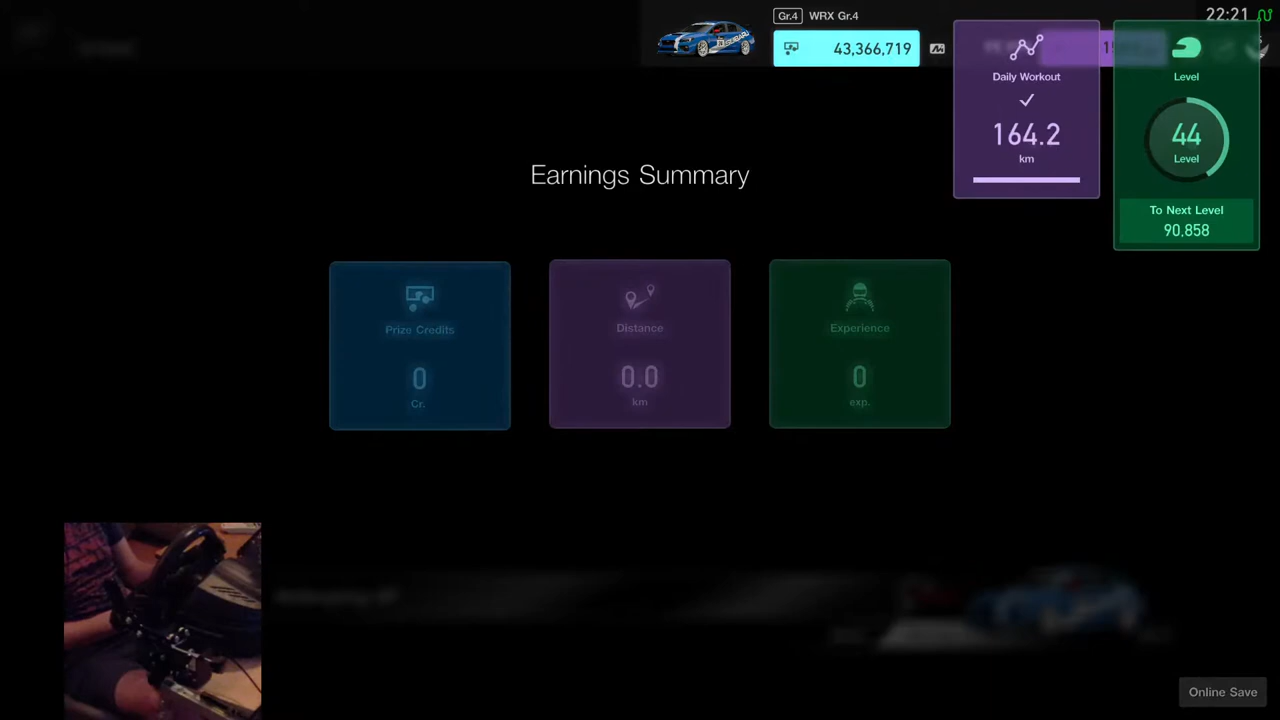 Gr.4 WRX Gr.4
22:21
43,366,719
Daily Workout
164.2
km
Level
44
Level
To Next Level
90,858
Earnings Summary
Prize Credits
0
Cr.
Distance
0.0
km
Experience
0
exp.
Online Save